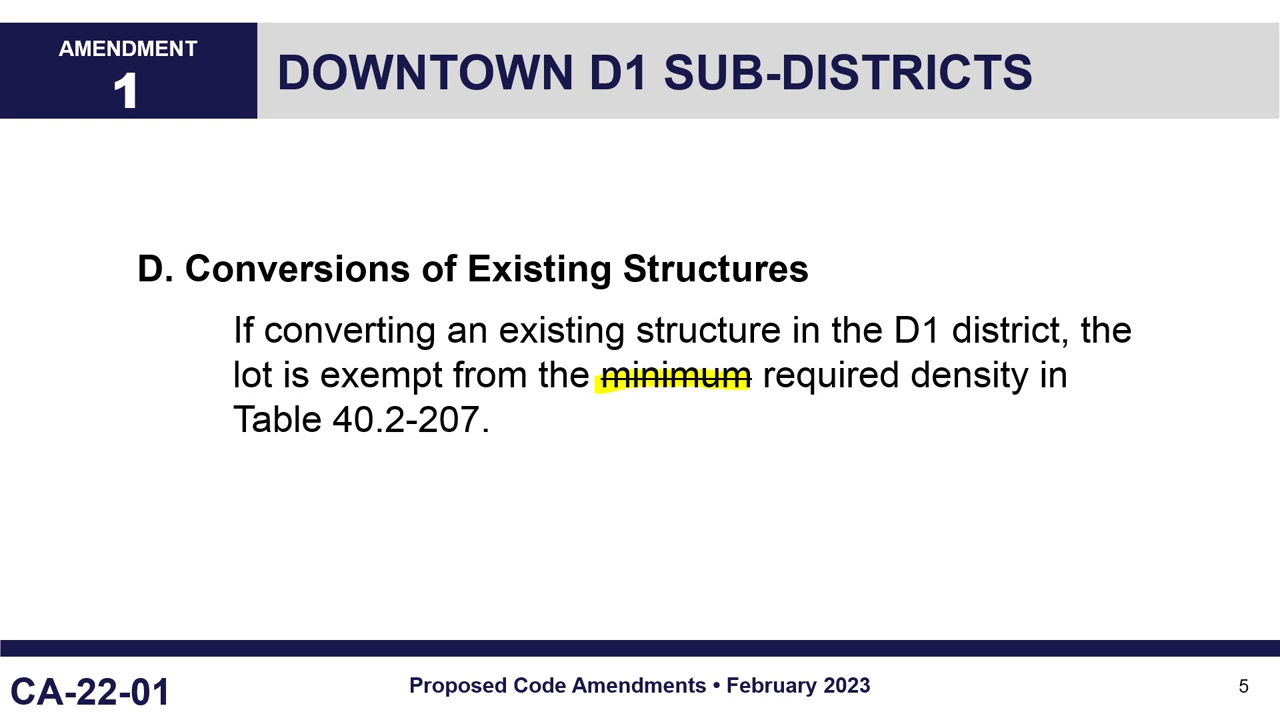 AMENDMENT
1
DOWNTOWN D1 SUB-DISTRICTS
D. Conversions of Existing Structures
If converting an existing structure in the D1 district, the
lot is exempt from the minimum required density in
Table 40.2-207.
CA-22-01
Proposed Code Amendments • February 2023
5